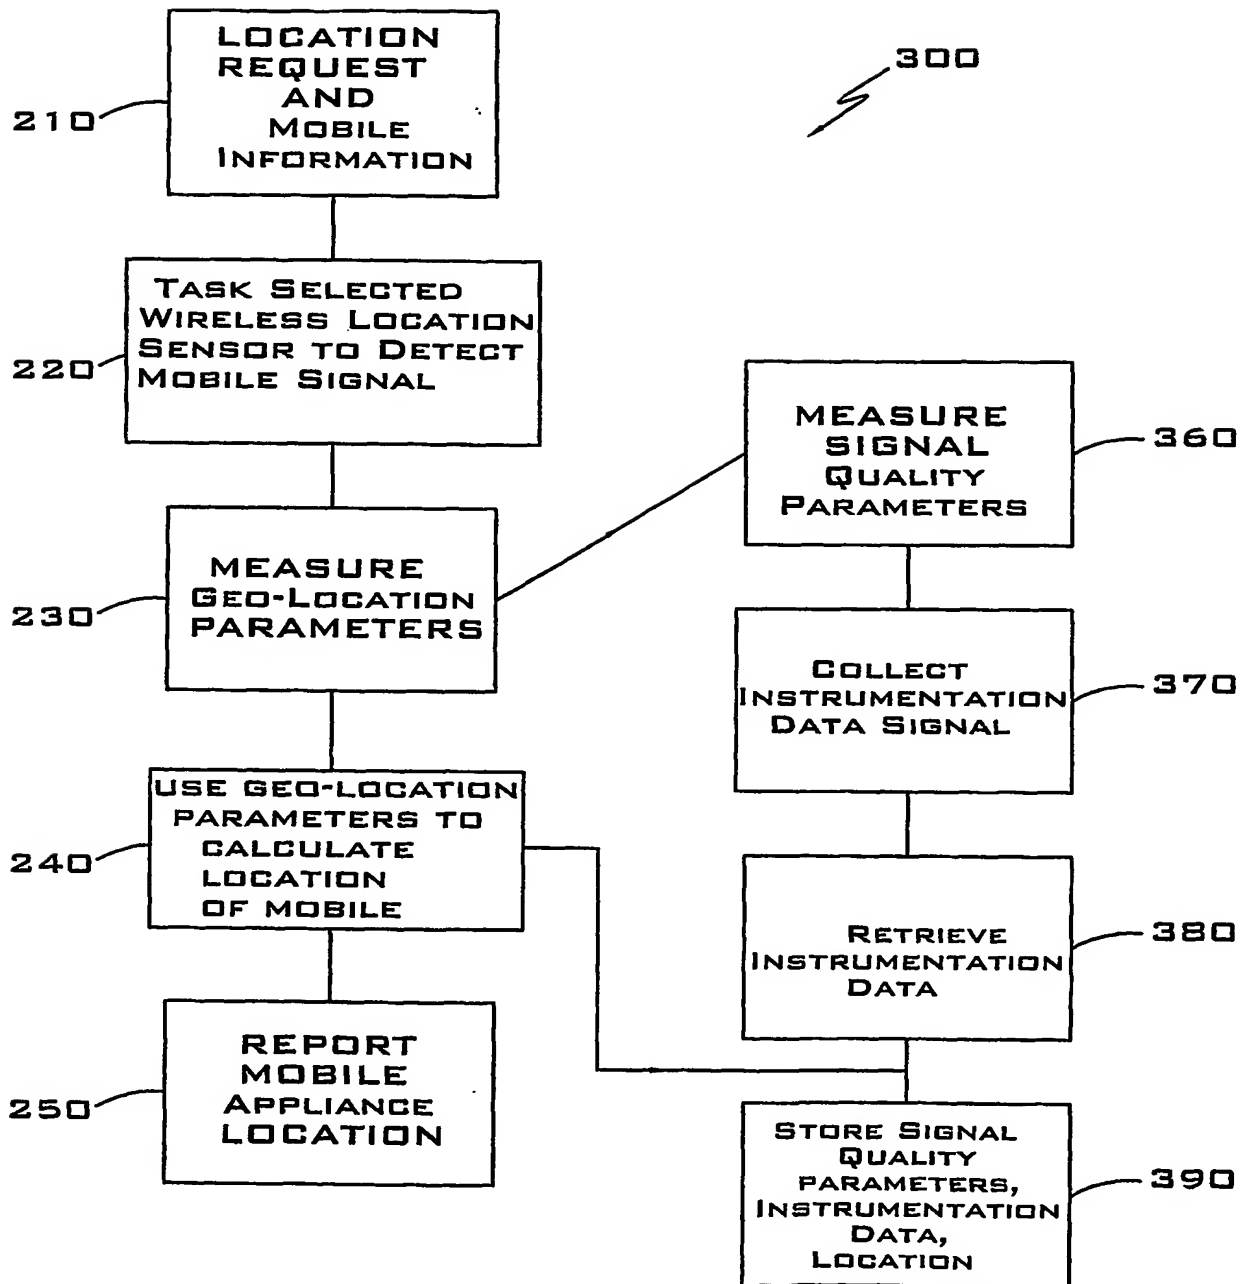 LOCATION
REQUEST
AND
MOBILE
INFORMATION
210
300
TASK SELECTED
WIRELESS LOCATION
SENSOR TO DETECT
MOBILE SIGNAL
220
MEASURE
SIGNAL
QUALITY
PARAMETERS
360
MEASURE
GEO-LOCATION
PARAMETERS
230
COLLECT
INSTRUMENTATION
DATA SIGNAL
370
USE GEO-LOCATION
PARAMETERS TO
CALCULATE
LOCATION
OF MOBILE
240
RETRIEVE
INSTRUMENTATION
DATA
380
REPORT
MOBILE
APPLIANCE
LOCATION
250
STORE SIGNAL
QUALITY
PARAMETERS,
INSTRUMENTATION
DATA,
LOCATION
390